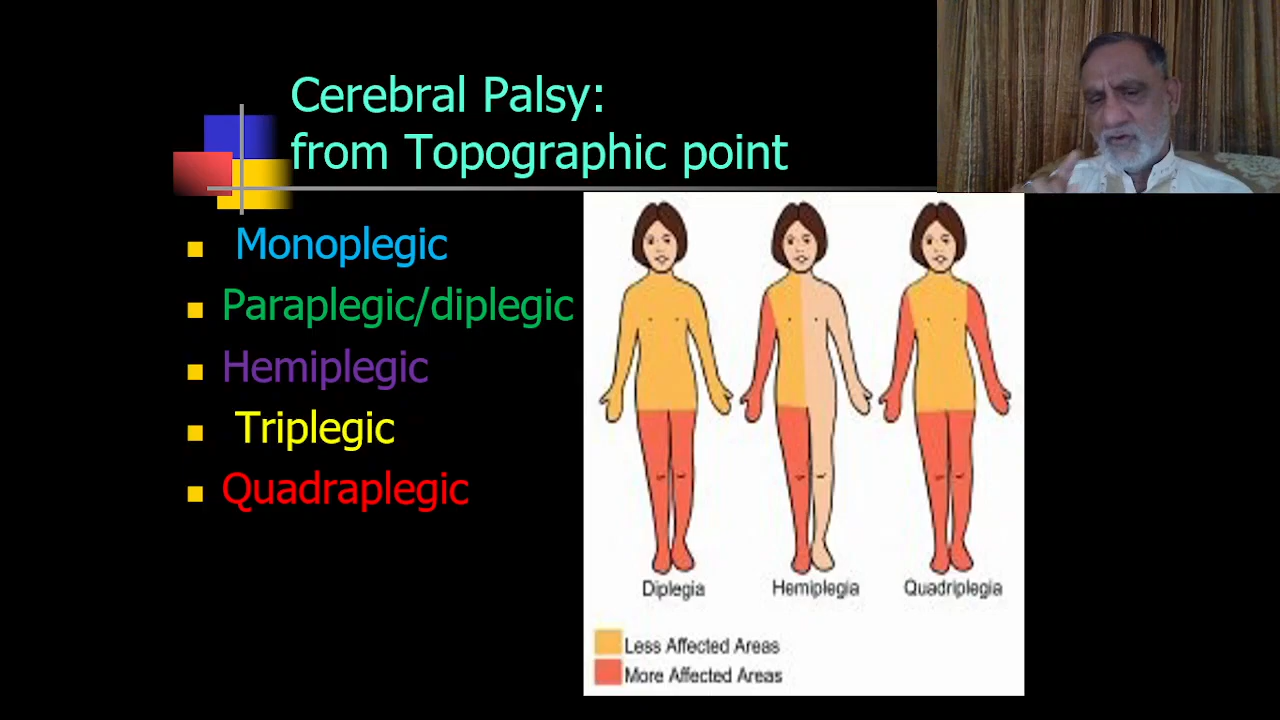 Cerebral Palsy:
from Topographic point
Monoplegic
Paraplegic/diplegic
Hemiplegic
Triplegic
Quadraplegic
Diplegia
Hemiplegia
Quadriplegia
Less Affected Areas
More Affected Areas